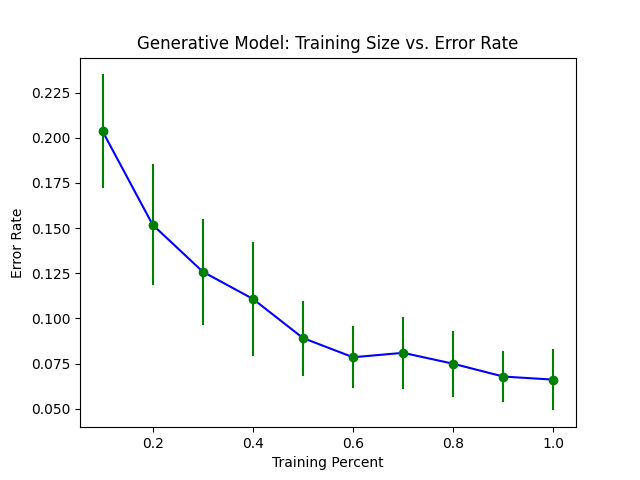 Generative Model: Training Size vs. Error Rate
0.225
0.200
0.175
0.150
0.125
0.100
0.075
0.050
Error Rate
0.2 0.4 0.6 0.8 1.0
Training Percent